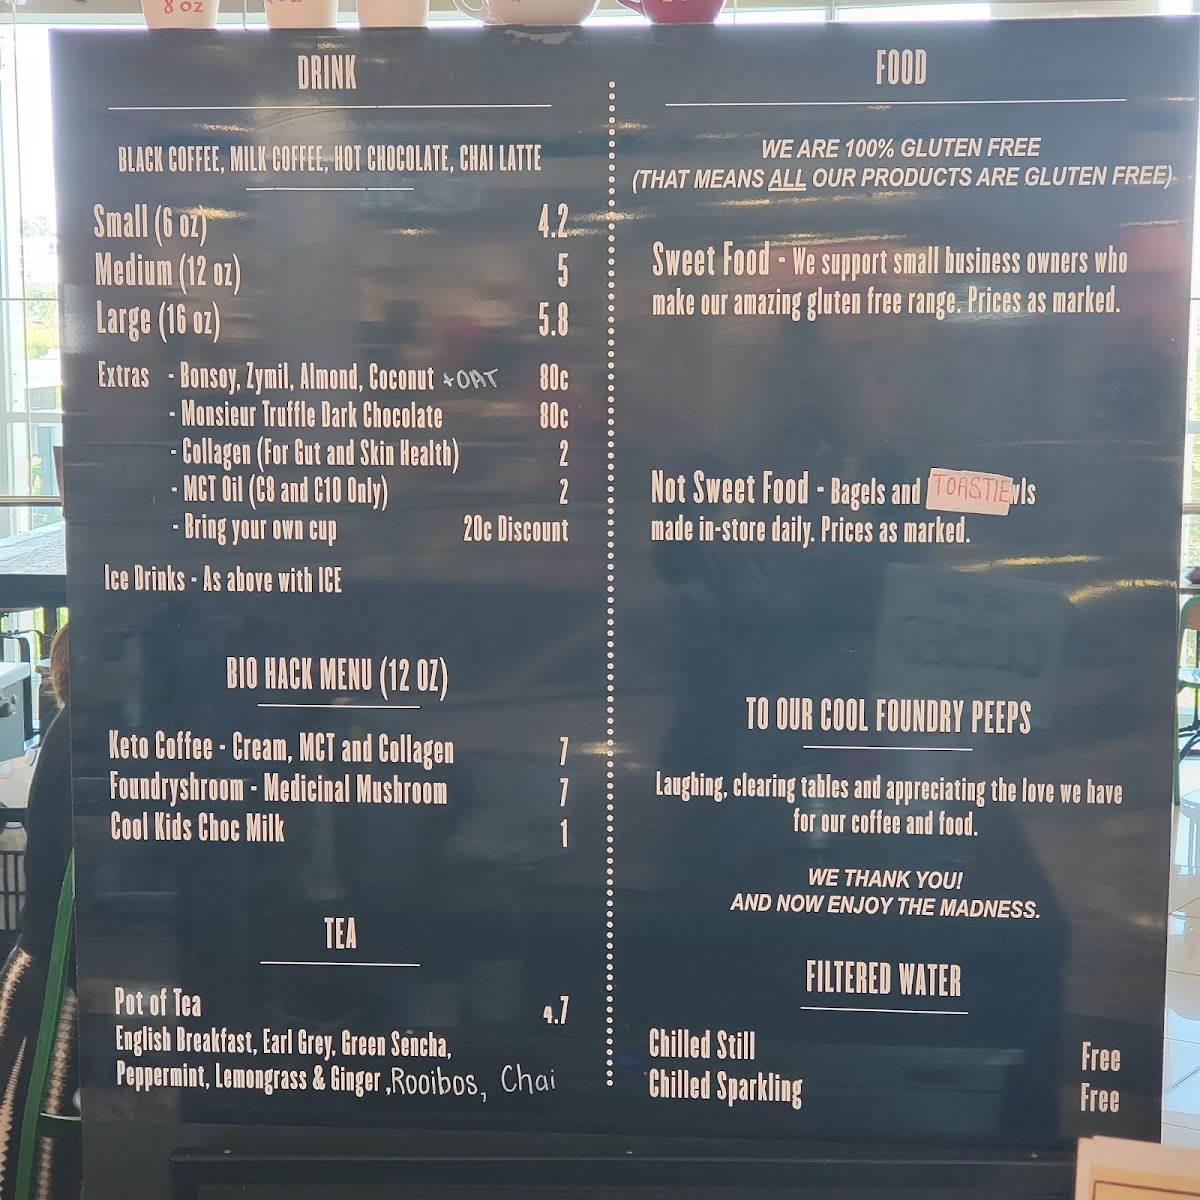 8 oz
DRINK
BLACK COFFEE, MILK COFFEE, HOT CHOCOLATE, CHAI LATTE
Small (6 oz) 4.2
Medium (12 oz) 5
Large (16 oz) 5.8
Extras - Bonsoy, Zymil, Almond, Coconut + OAT 80c
- Monsieur Truffle Dark Chocolate 80c
- Collagen (For Gut and Skin Health) 2
- MCT Oil (C8 and C10 Only) 2
- Bring your own cup 20c Discount
Ice Drinks - As above with ICE
BIO HACK MENU (12 OZ)
Keto Coffee - Cream, MCT and Collagen 7
Foundryshroom - Medicinal Mushroom 7
Cool Kids Choc Milk 1
TEA
Pot of Tea 4.7
English Breakfast, Earl Grey, Green Sencha,
Peppermint, Lemongrass & Ginger ,Rooibos, Chai
FOOD
WE ARE 100% GLUTEN FREE
(THAT MEANS ALL OUR PRODUCTS ARE GLUTEN FREE)
Sweet Food - We support small business owners who
make our amazing gluten free range. Prices as marked.
Not Sweet Food - Bagels and TOASTIE
made in-store daily. Prices as marked.
TO OUR COOL FOUNDRY PEEPS
Laughing, clearing tables and appreciating the love we have
for our coffee and food.
WE THANK YOU!
AND NOW ENJOY THE MADNESS.
FILTERED WATER
Chilled Still Free
Chilled Sparkling Free